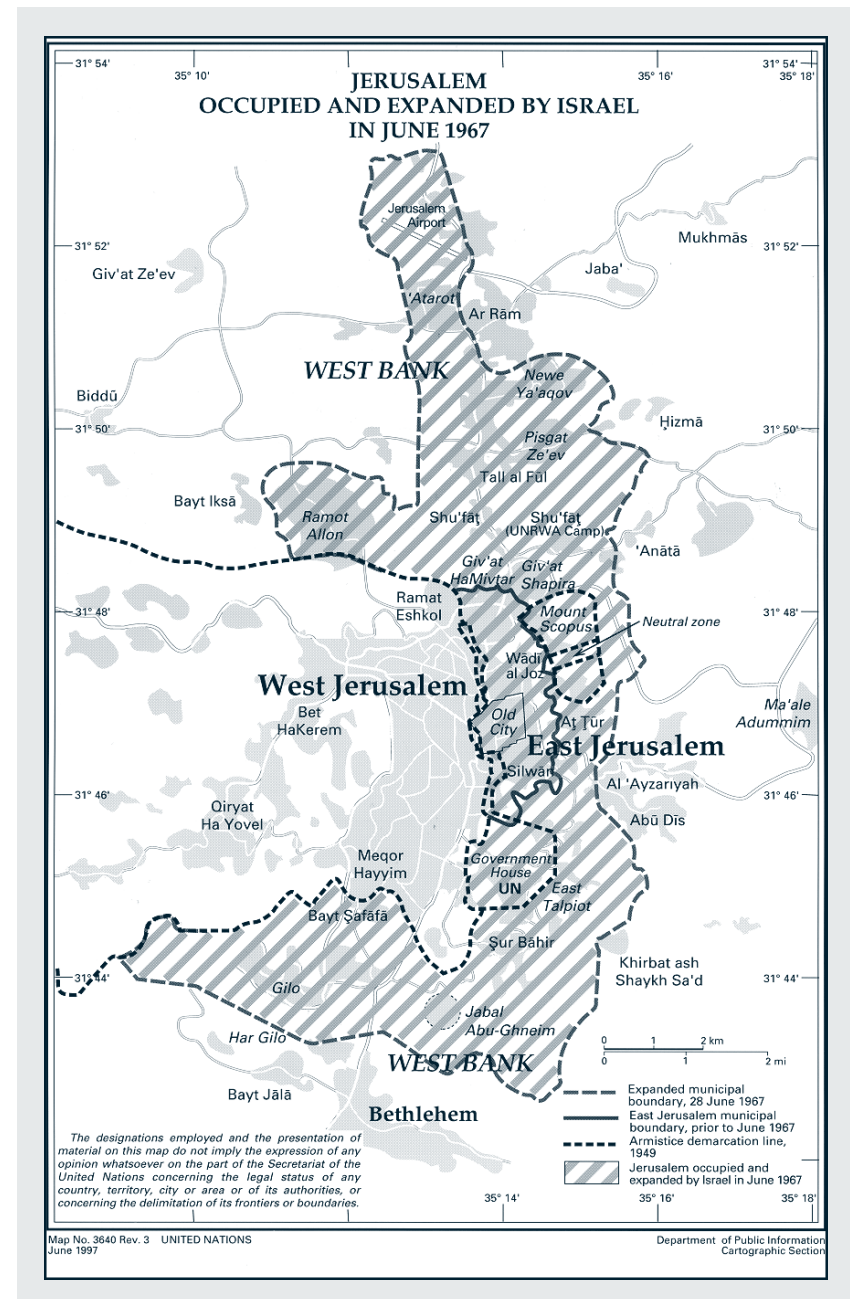 31° 54'
31° 54'
35° 10'
35° 16'
35° 18'
JERUSALEM
OCCUPIED AND EXPANDED BY ISRAEL
IN JUNE 1967
Jerusalem
Airport
Mukhmās
31° 52'
31° 52'
Giv'at Ze'ev
Jaba'
'Atarot
Ar Rām
WEST BANK
Newe
Ya'aqov
Biddū
Ḥizmā
31° 50'
31° 50'
Pisgat
Ze'ev
Tall al Fūl
Bayt Iksā
Ramot
Allon
Shu'fāṭ
Shu'fāṭ
(UNRWA Camp)
'Anātā
Giv'at
HaMivtar
Giv'at
Shapira
Ramat
Eshkol
31° 48'
31° 48'
Mount
Scopus
Neutral zone
Wādī
al Joz
West Jerusalem
Bet
HaKerem
Old
City
Aṭ Ṭūr
Ma'ale
Adummim
East Jerusalem
Silwān
Al 'Ayzarīyah
31° 46'
31° 46'
Qiryat
Ha Yovel
Abū Dīs
Meqor
Hayyim
Government
House
UN
East
Talpiot
Bayt Ṣafāfā
Ṣur Bāhir
Khirbat ash
Shaykh Sa'd
31° 44'
31° 44'
Gilo
Jabal
Abu-Ghneim
Har Gilo
WEST BANK
0 1 2 km
0 1 2 mi
Bayt Jālā
Bethlehem
Expanded municipal
boundary, 28 June 1967
East Jerusalem municipal
boundary, prior to June 1967
Armistice demarcation line,
1949
Jerusalem occupied and
expanded by Israel in June 1967
The designations employed and the presentation of
material on this map do not imply the expression of any
opinion whatsoever on the part of the Secretariat of the
United Nations concerning the legal status of any
country, territory, city or area or of its authorities, or
concerning the delimitation of its frontiers or boundaries.
35° 14'
35° 16'
35° 18'
Map No. 3640 Rev. 3 UNITED NATIONS
June 1997
Department of Public Information
Cartographic Section